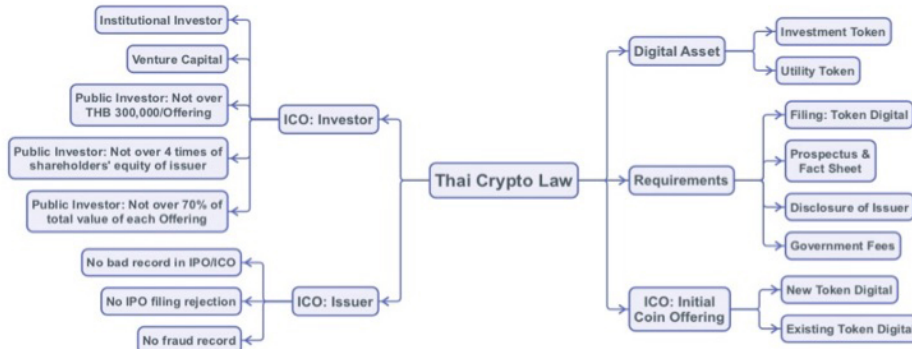 Thai Crypto Law
ICO: Investor
Institutional Investor
Venture Capital
Public Investor: Not over
THB 300,000/Offering
Public Investor: Not over 4 times of
shareholders' equity of issuer
Public Investor: Not over 70% of
total value of each Offering
ICO: Issuer
No bad record in IPO/ICO
No IPO filing rejection
No fraud record
Digital Asset
Investment Token
Utility Token
Requirements
Filing: Token Digital
Prospectus &
Fact Sheet
Disclosure of Issuer
Government Fees
ICO: Initial
Coin Offering
New Token Digital
Existing Token Digital